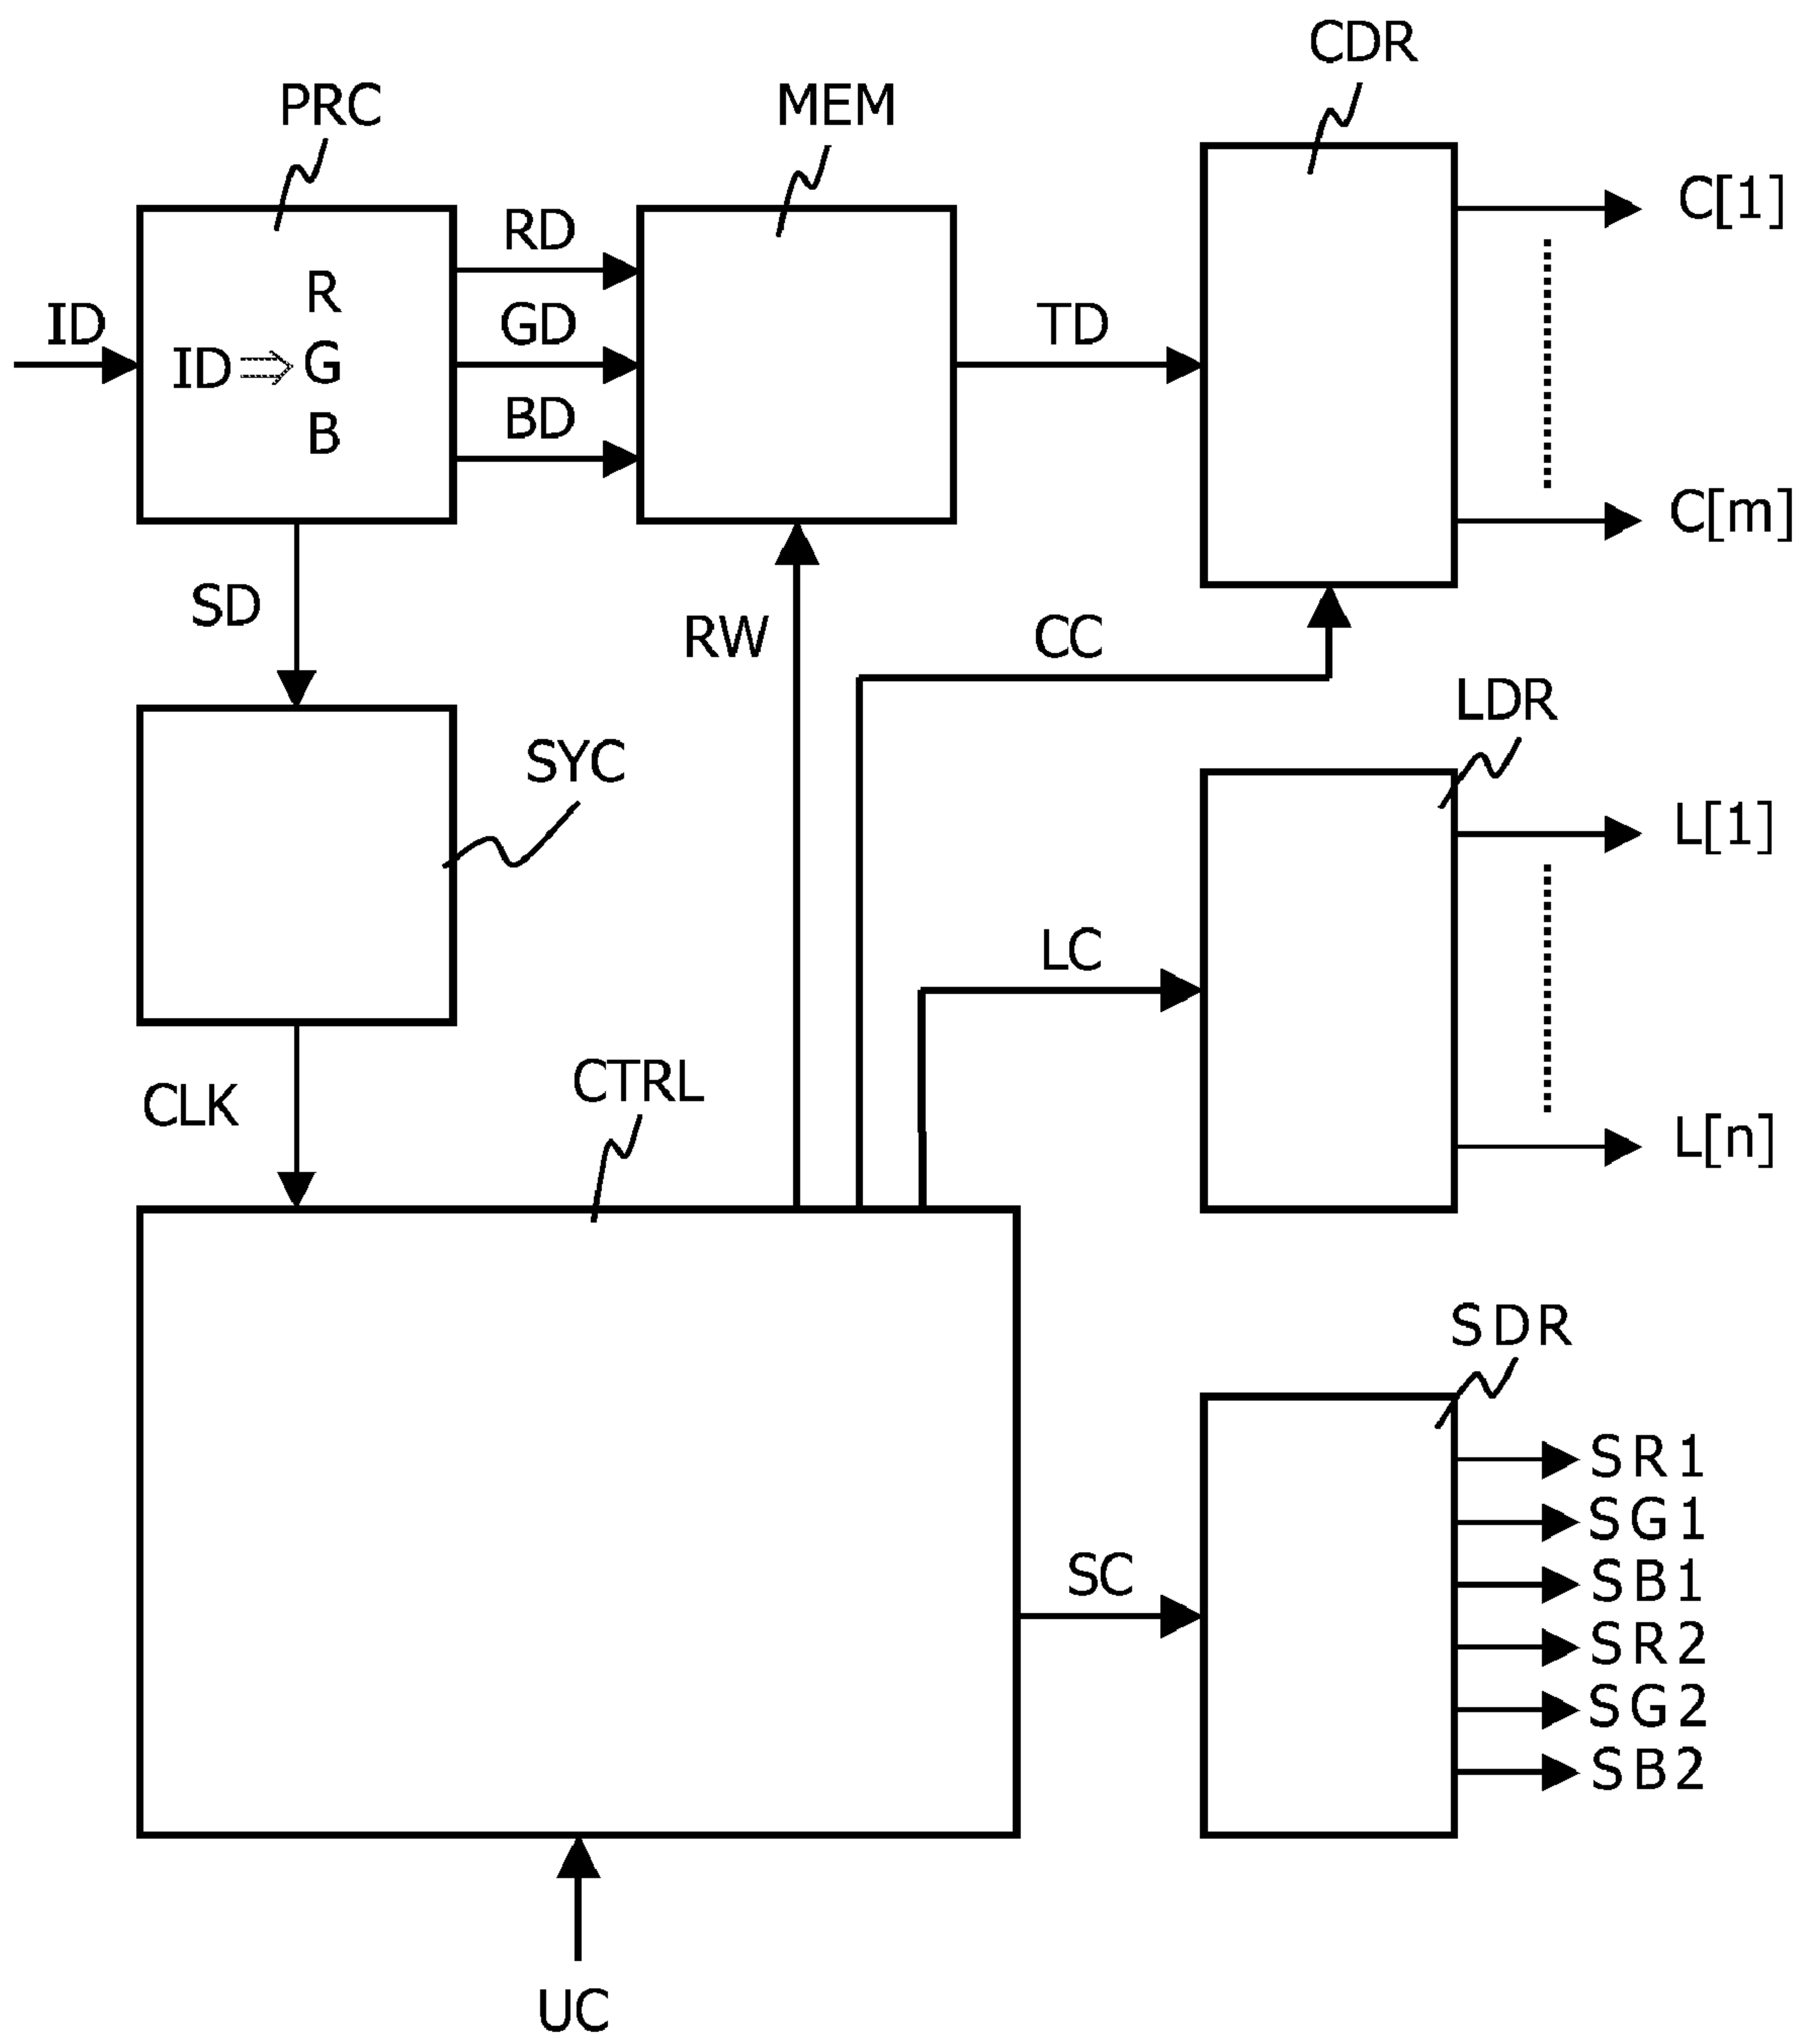 CDR
PRC
MEM
C[1]
RD
R
ID
GD
TD
ID⇒G
BD
B
C[m]
SD
RW
CC
LDR
SYC
L[1]
LC
CTRL
CLK
L[n]
SDR
SR1
SG1
SC
SB1
SR2
SG2
SB2
UC